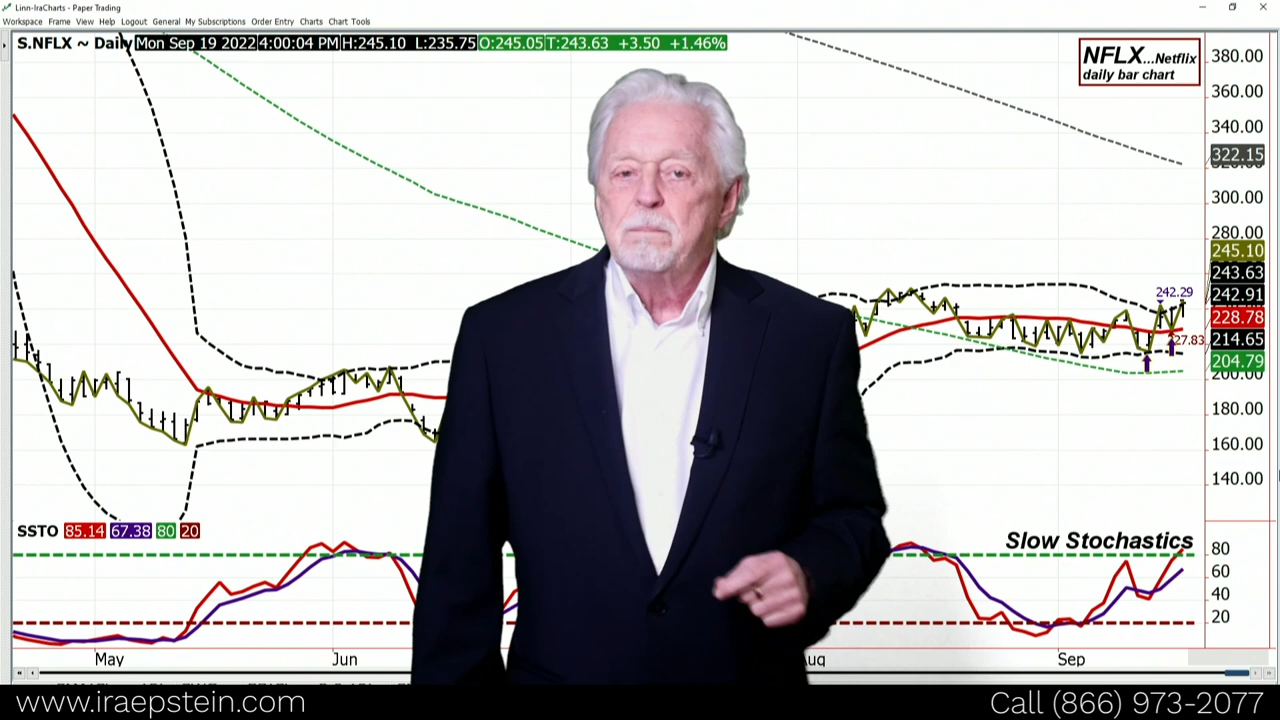 Linn-IraCharts - Paper Trading
Workspace Frame View Help Logout General My Subscriptions Order Entry Charts Chart Tools
S.NFLX ~ Daily Mon Sep 19 2022 4:00:04 PM H:245.10 L:235.75 O:245.05 T:243.63 +3.50 +1.46%
NFLX...Netflix
daily bar chart
380.00
360.00
340.00
322.15
300.00
280.00
245.10
243.63
242.29
242.91
228.78
27.83
214.65
204.79
200.00
180.00
160.00
140.00
SSTO 85.14 67.38 80 20
Slow Stochastics
80
60
40
20
May Jun Aug Sep
www.iraepstein.com
Call (866) 973-2077